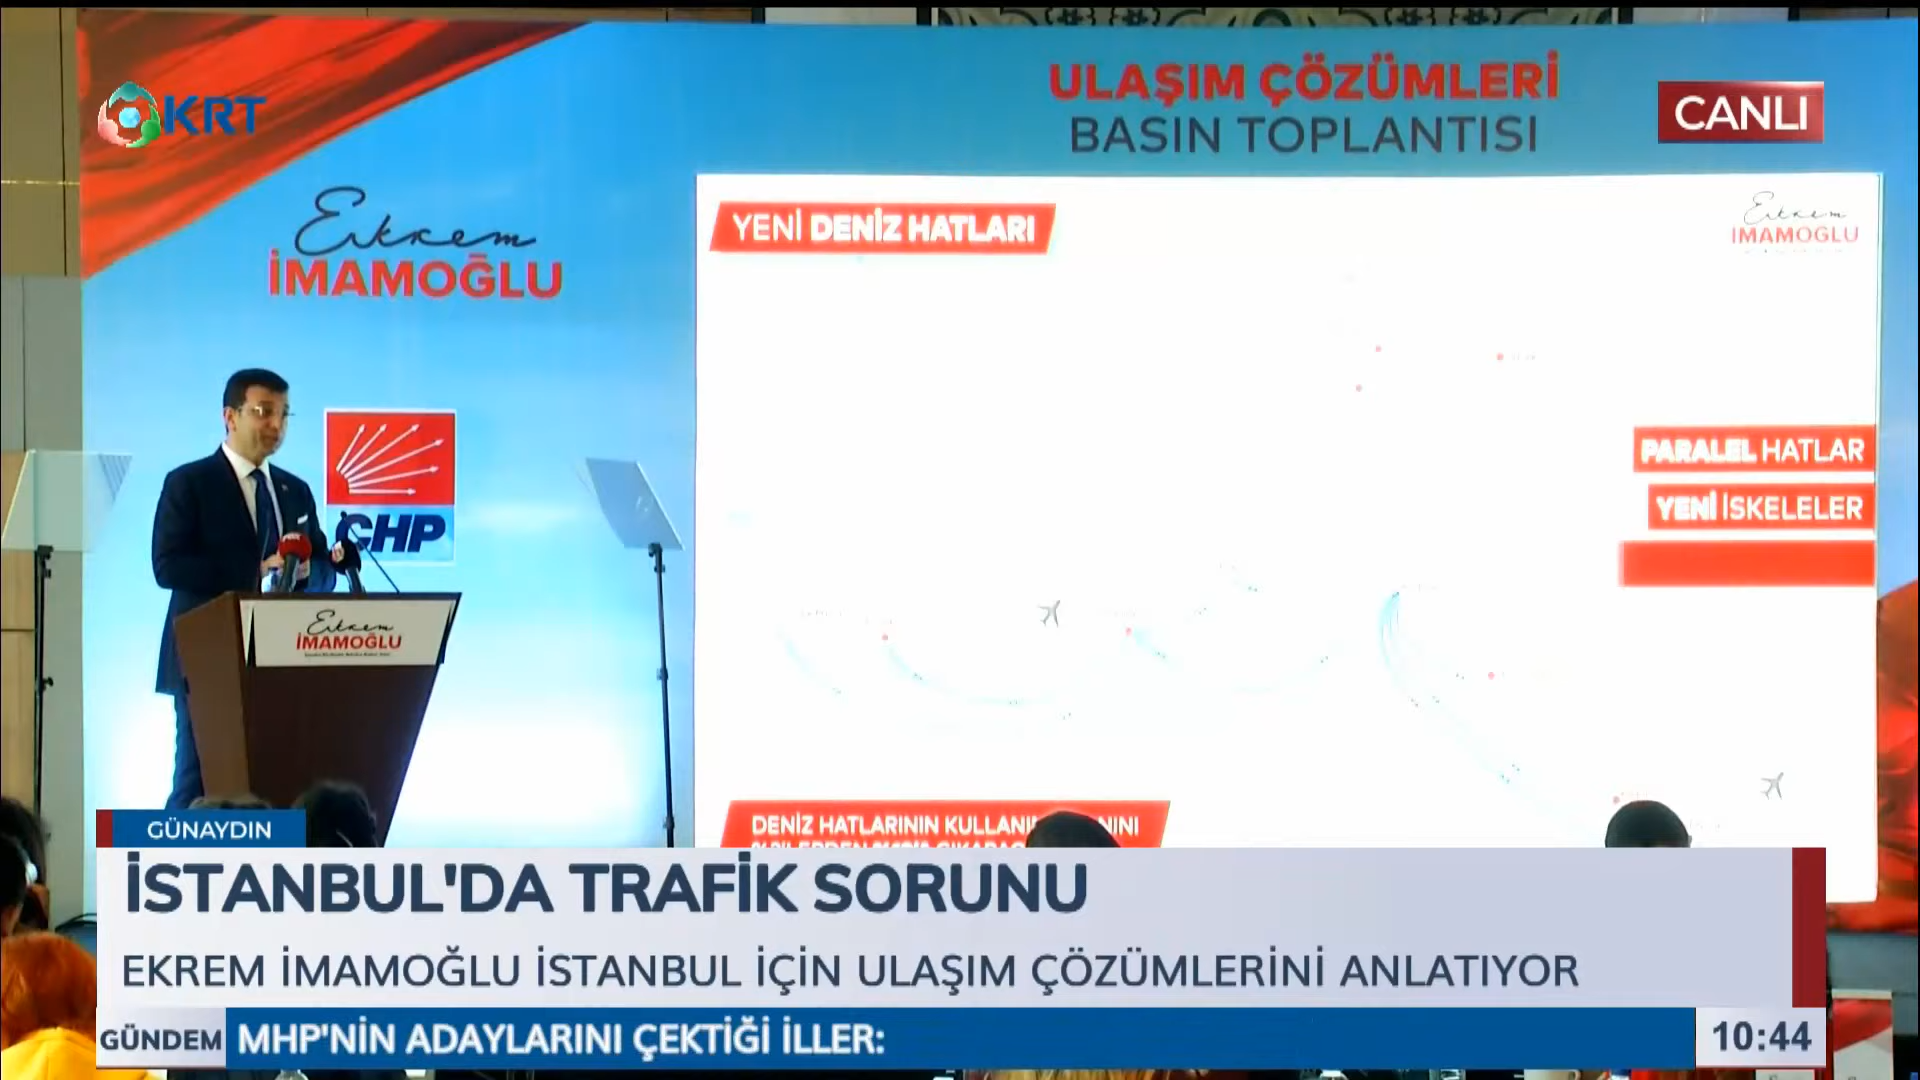 ULAŞIM ÇÖZÜMLERİ
BASIN TOPLANTISI
KRT
CANLI
Ekrem
İMAMOĞLU
YENİ DENİZ HATLARI
Ekrem
İMAMOĞLU
PARALEL HATLAR
YENİ İSKELELER
CHP
Ekrem
İMAMOĞLU
DENİZ HATLARININ KULLANIM
GÜNAYDIN
İSTANBUL'DA TRAFİK SORUNU
EKREM İMAMOĞLU İSTANBUL İÇİN ULAŞIM ÇÖZÜMLERİNİ ANLATIYOR
GÜNDEM MHP'NİN ADAYLARINI ÇEKTİĞİ İLLER: 10:44